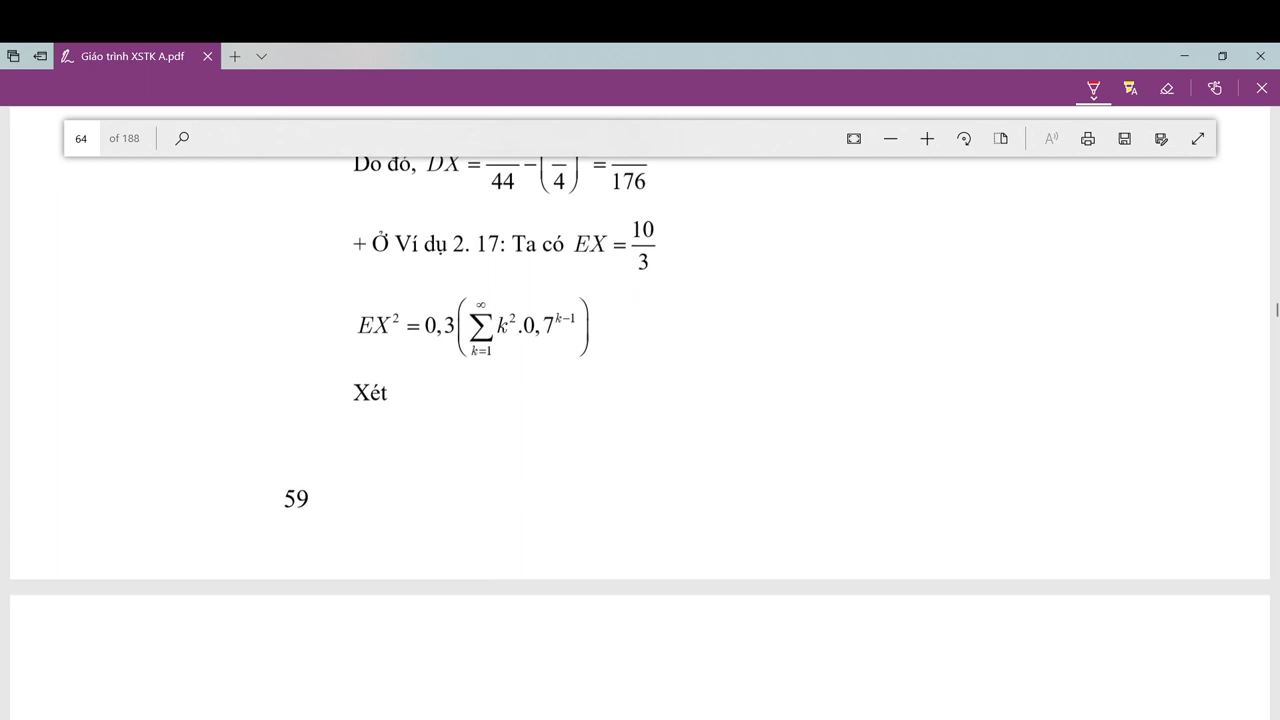 Giáo trình XSTK A.pdf
64 of 188
Do đó, DX = /44 − ( /4) = /176
+ Ở Ví dụ 2. 17: Ta có EX = 10/3
EX² = 0,3(∑_{k=1}^{∞} k².0,7^{k−1})
Xét
59